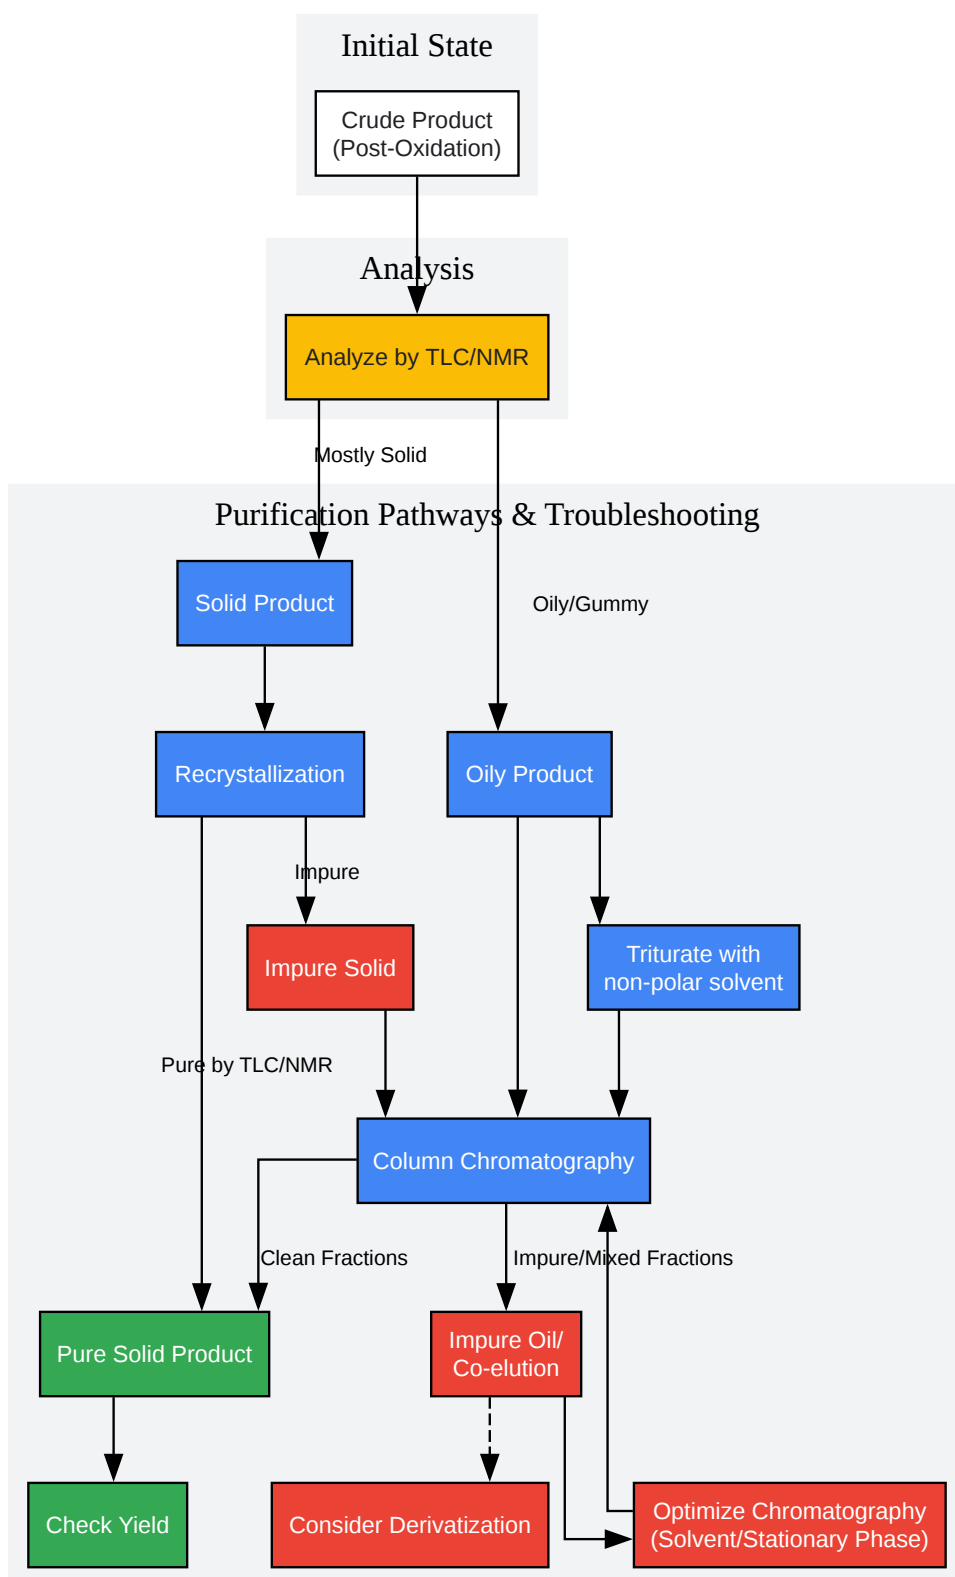 Initial State
Crude Product
(Post-Oxidation)
Analysis
Analyze by TLC/NMR
Mostly Solid
Purification Pathways & Troubleshooting
Solid Product
Oily/Gummy
Recrystallization
Oily Product
Impure
Impure Solid
Triturate with
non-polar solvent
Pure by TLC/NMR
Column Chromatography
Clean Fractions
Impure/Mixed Fractions
Pure Solid Product
Impure Oil/
Co-elution
Check Yield
Consider Derivatization
Optimize Chromatography
(Solvent/Stationary Phase)